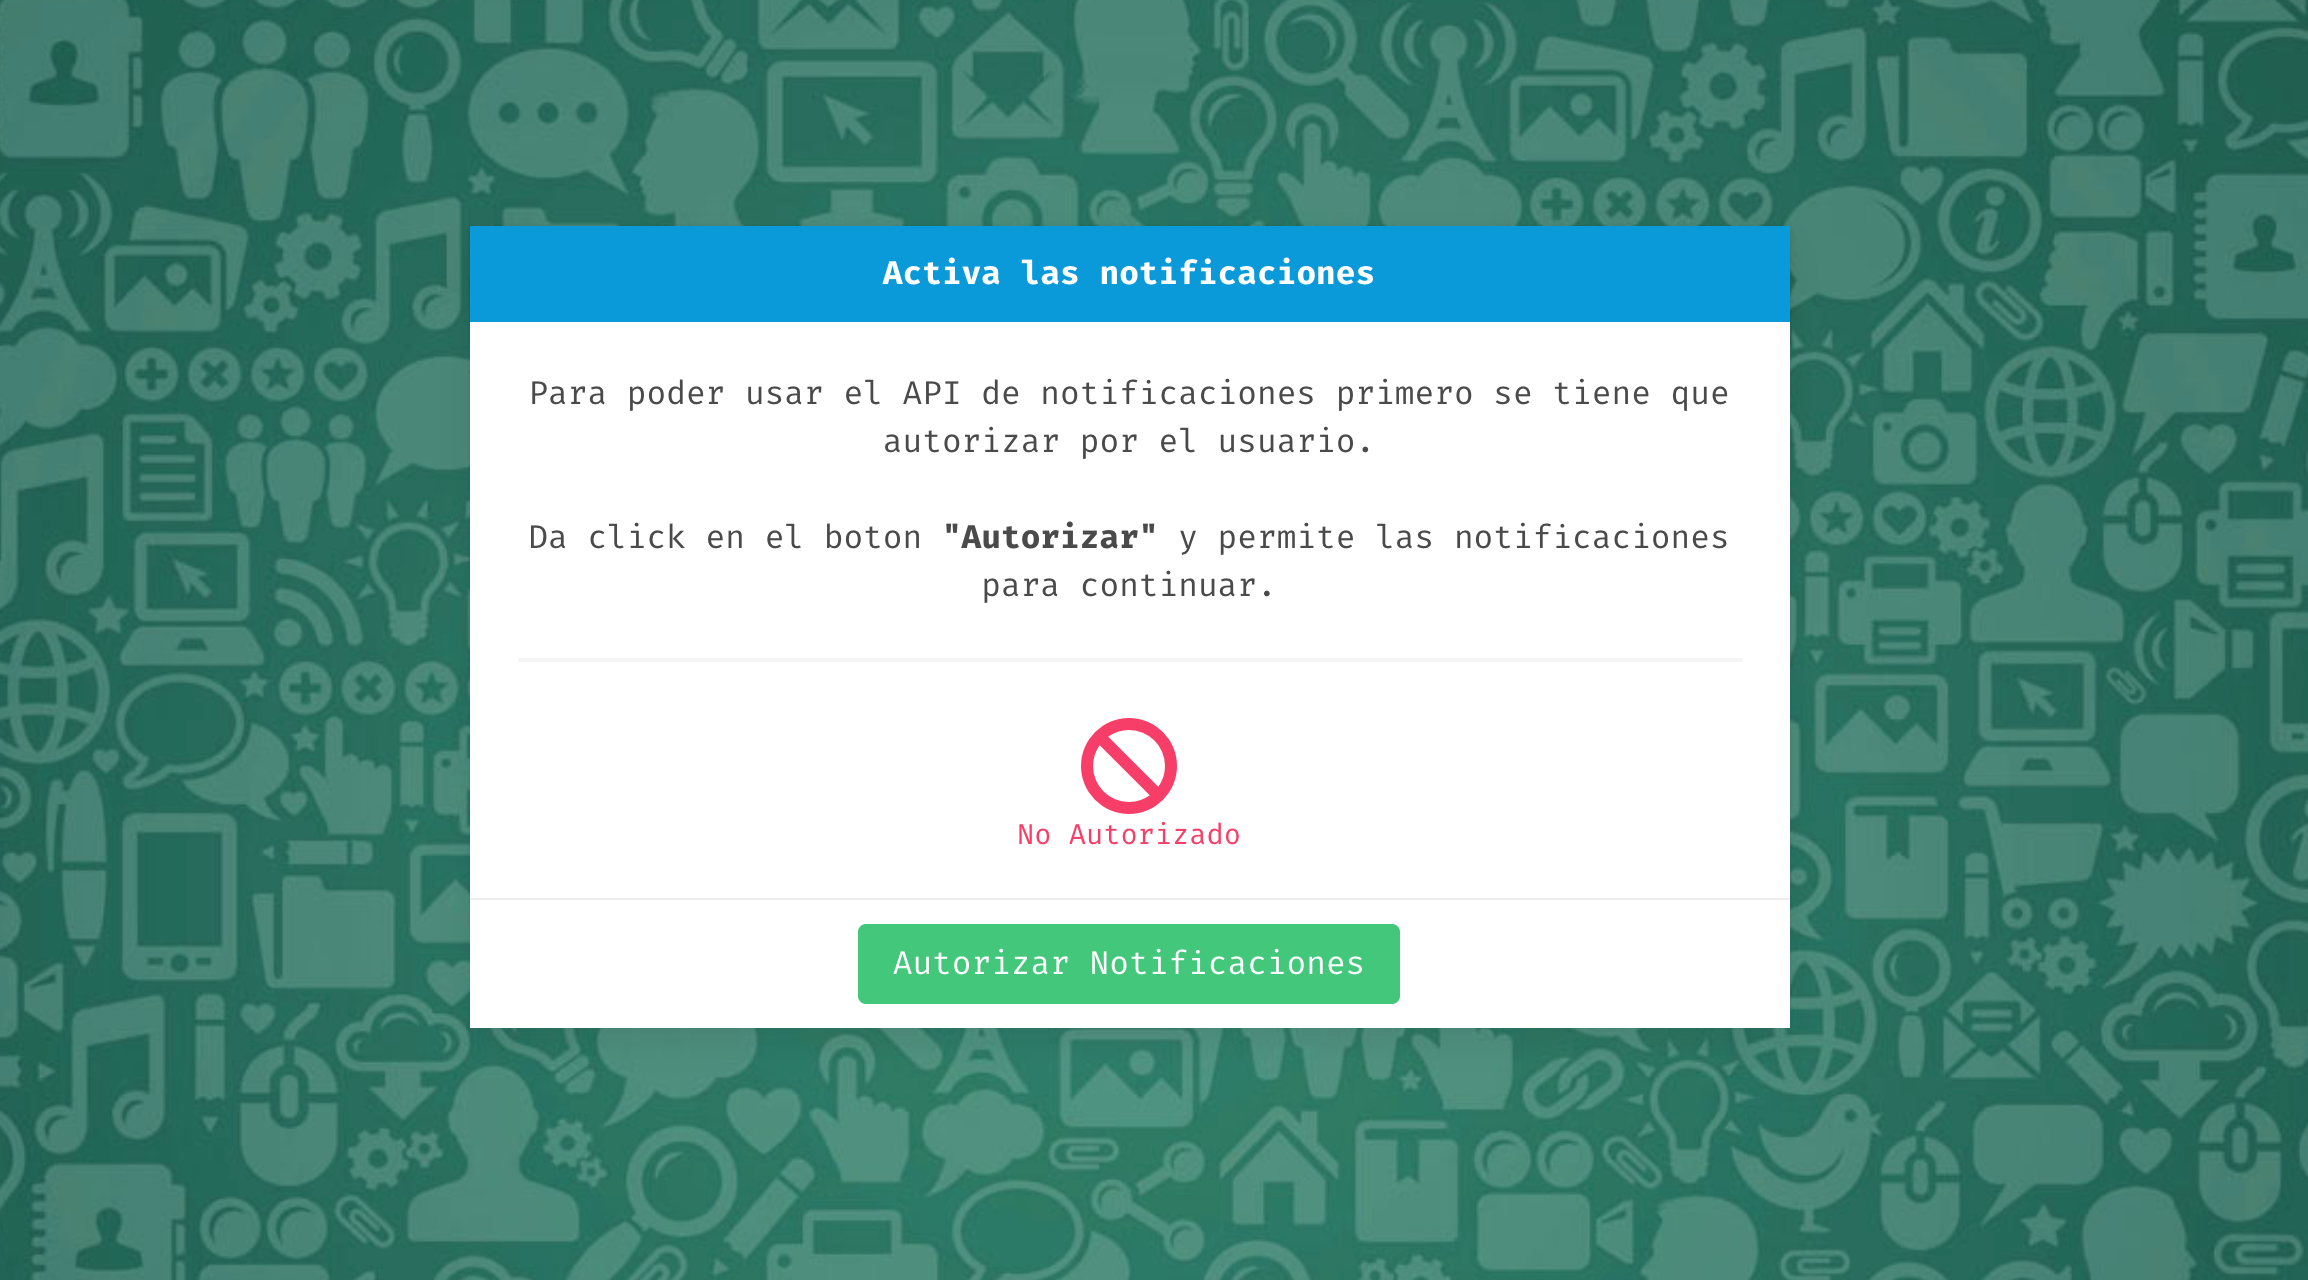 Activa las notificaciones
Para poder usar el API de notificaciones primero se tiene que
autorizar por el usuario.
Da click en el boton "Autorizar" y permite las notificaciones
para continuar.
No Autorizado
Autorizar Notificaciones